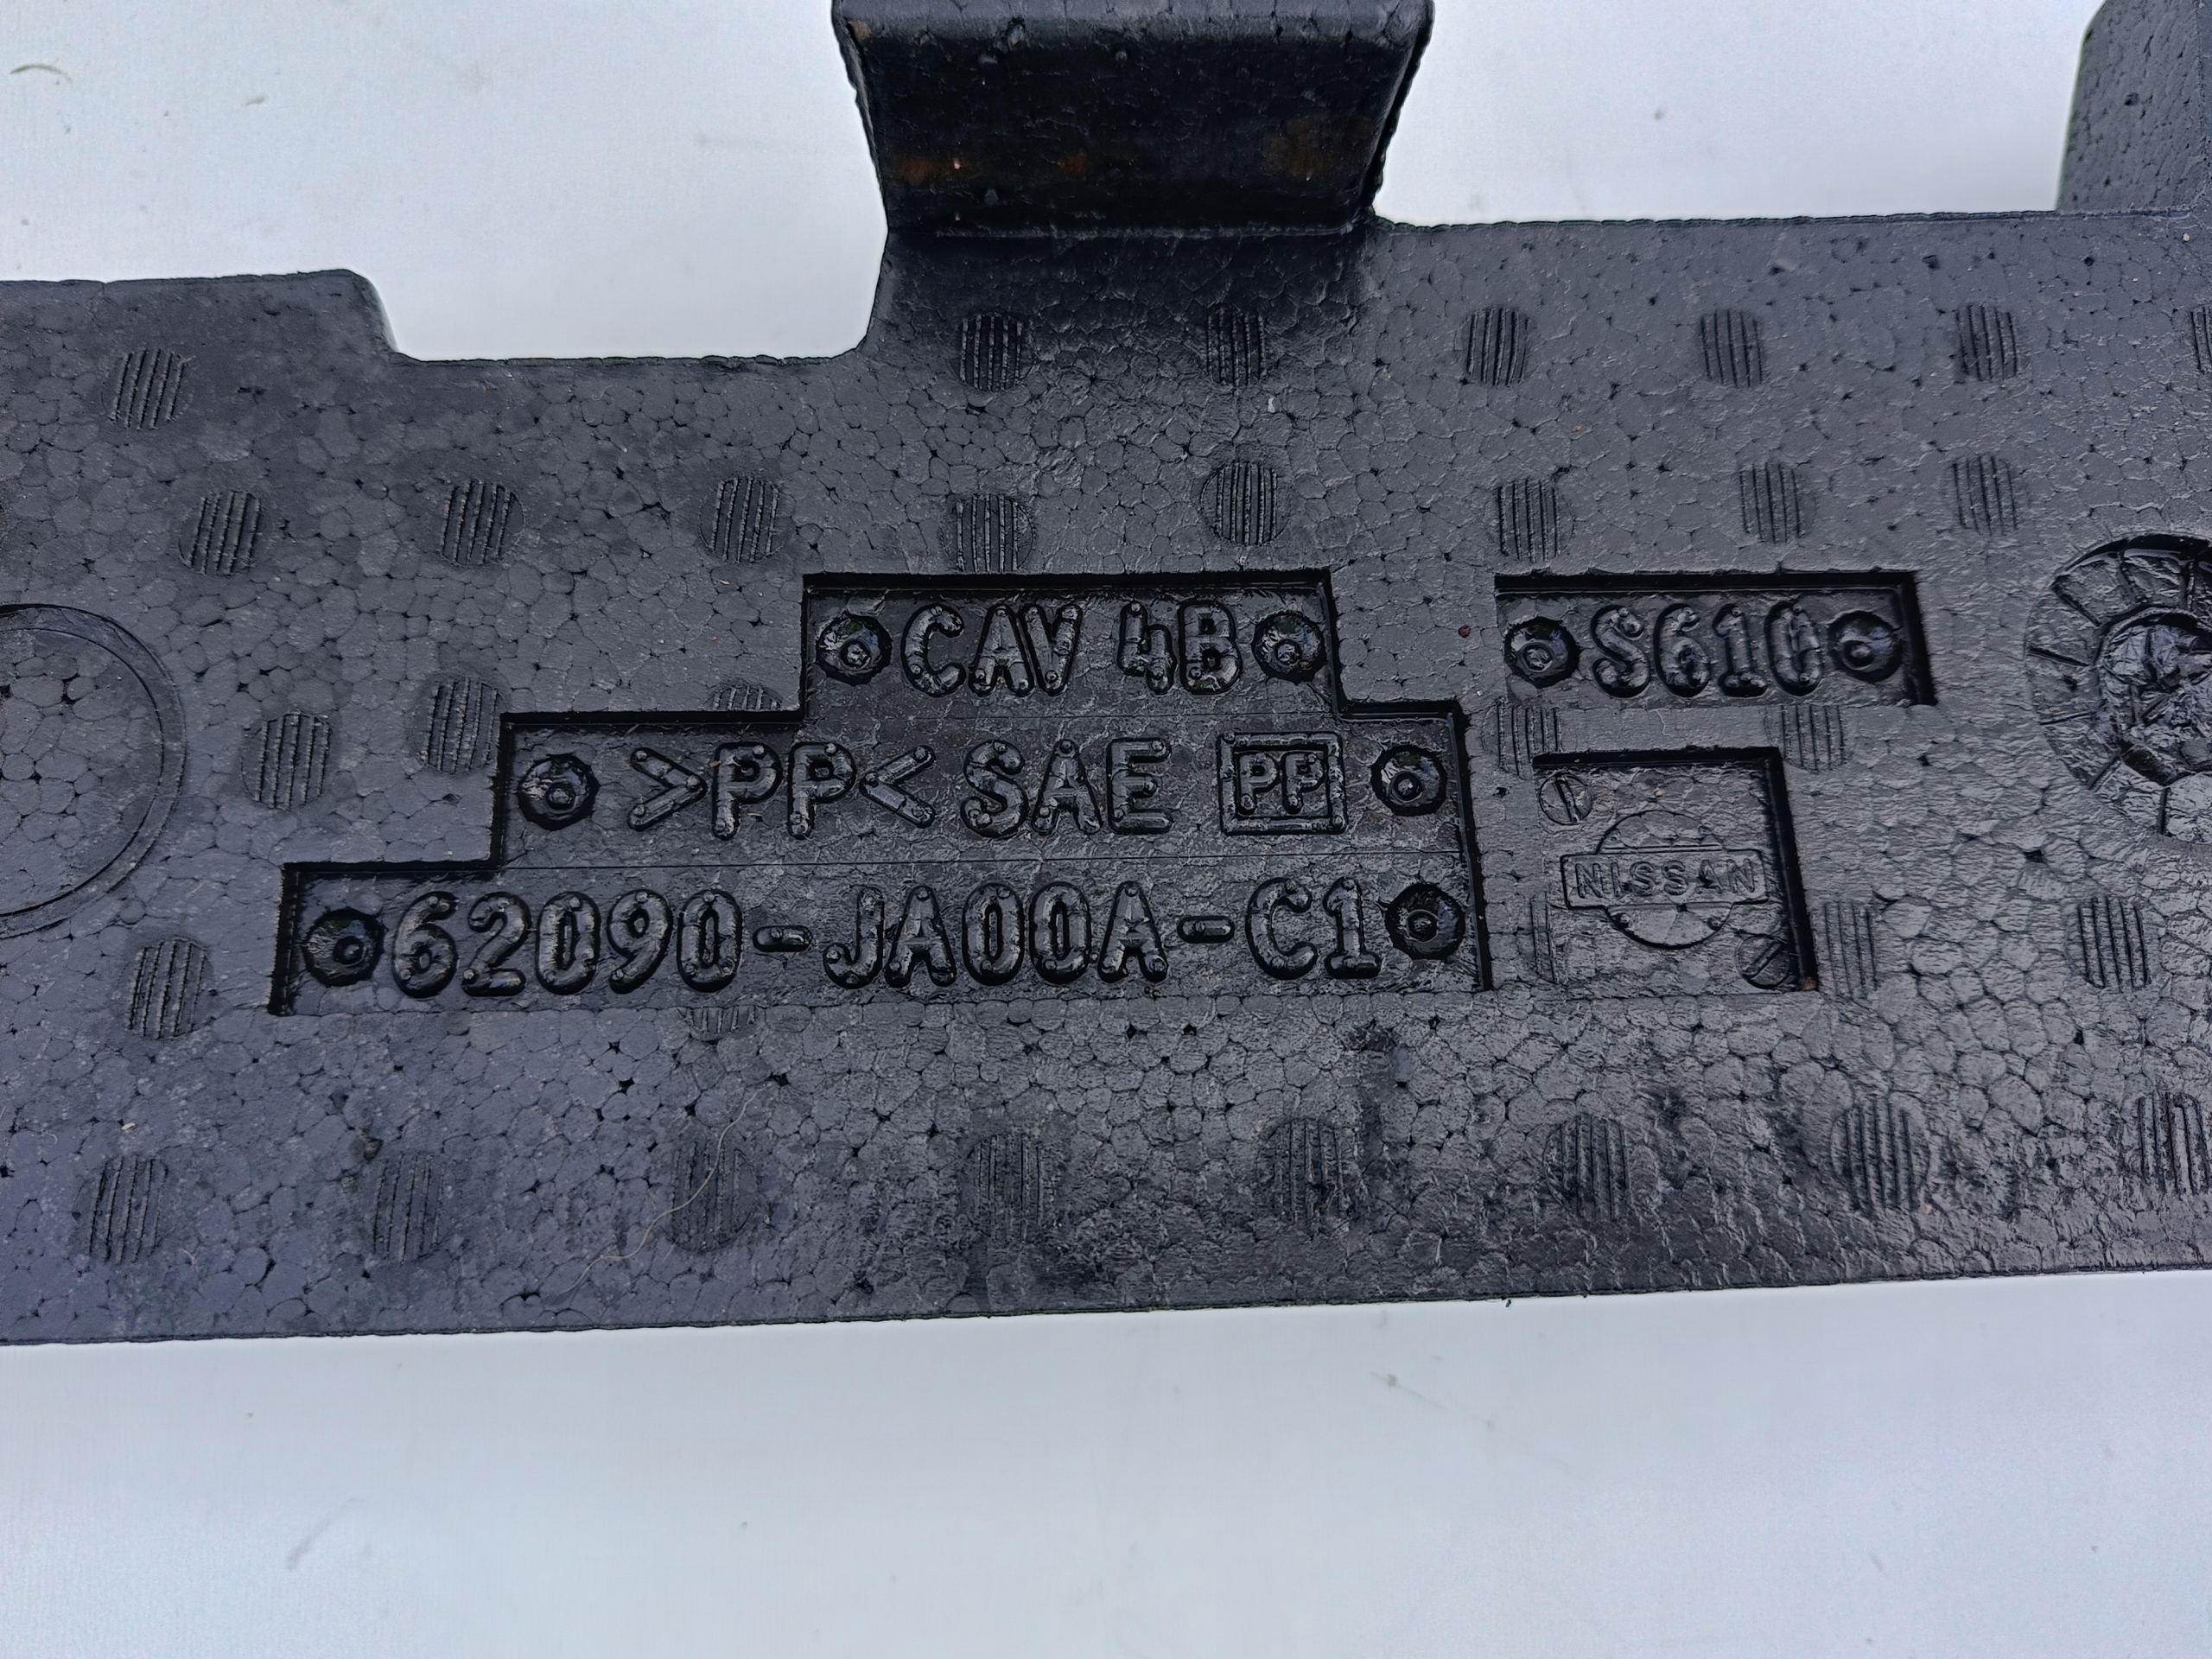 CAV 4B
>PP< SAE PP
62090-JA00A-C1
S610
NISSAN